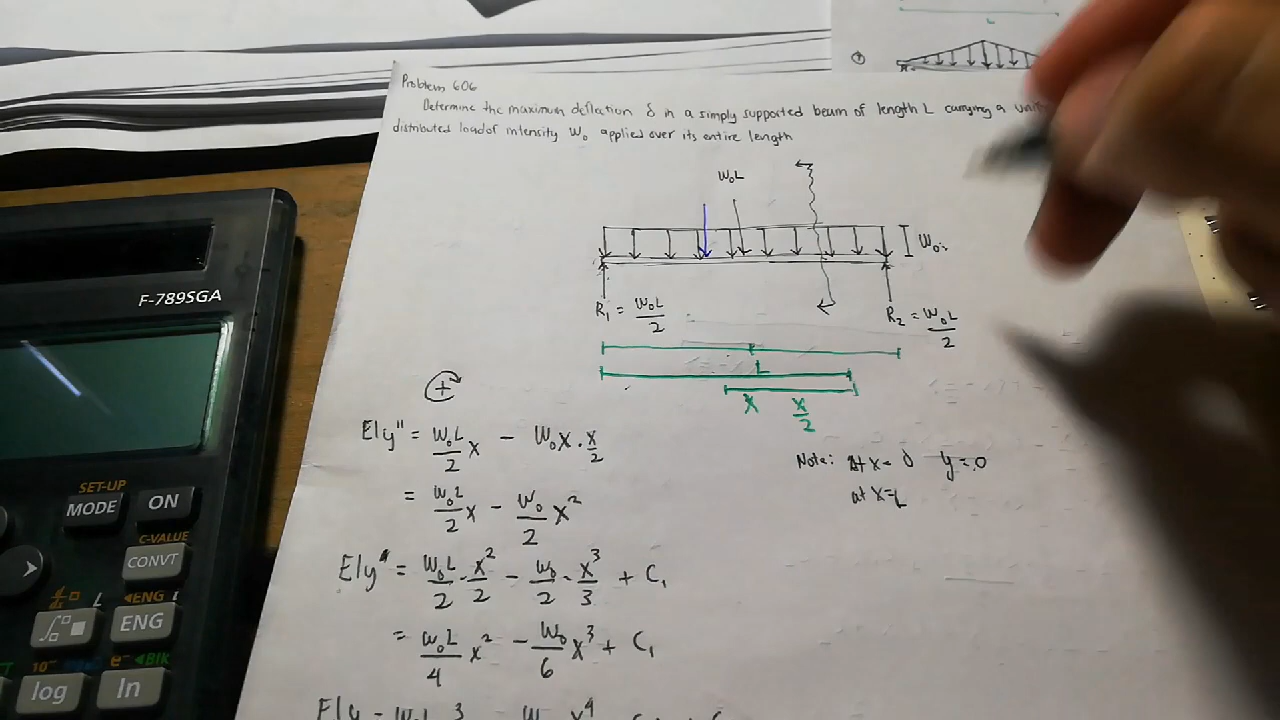 Problem 606
Determine the maximum deflection δ in a simply supported beam of length L carrying a
distributed load of intensity W₀ applied over its entire length
L
W₀L
W₀
R₁ = W₀L/2
R₂ = W₀L/2
L
X
X/2
(+)
EIy" = W₀L/2 x - W₀x · x/2
= W₀L/2 x - W₀/2 x²
Note: At x = 0 y = 0
at x = L
EIy' = W₀L/2 · x²/2 - W₀/2 · x³/3 + C₁
= W₀L/4 x² - W₀/6 x³ + C₁
F-789SGA
SET-UP
MODE
ON
C-VALUE
CONVT
◀ENG
ENG
10
log
e
◀BIK
ln